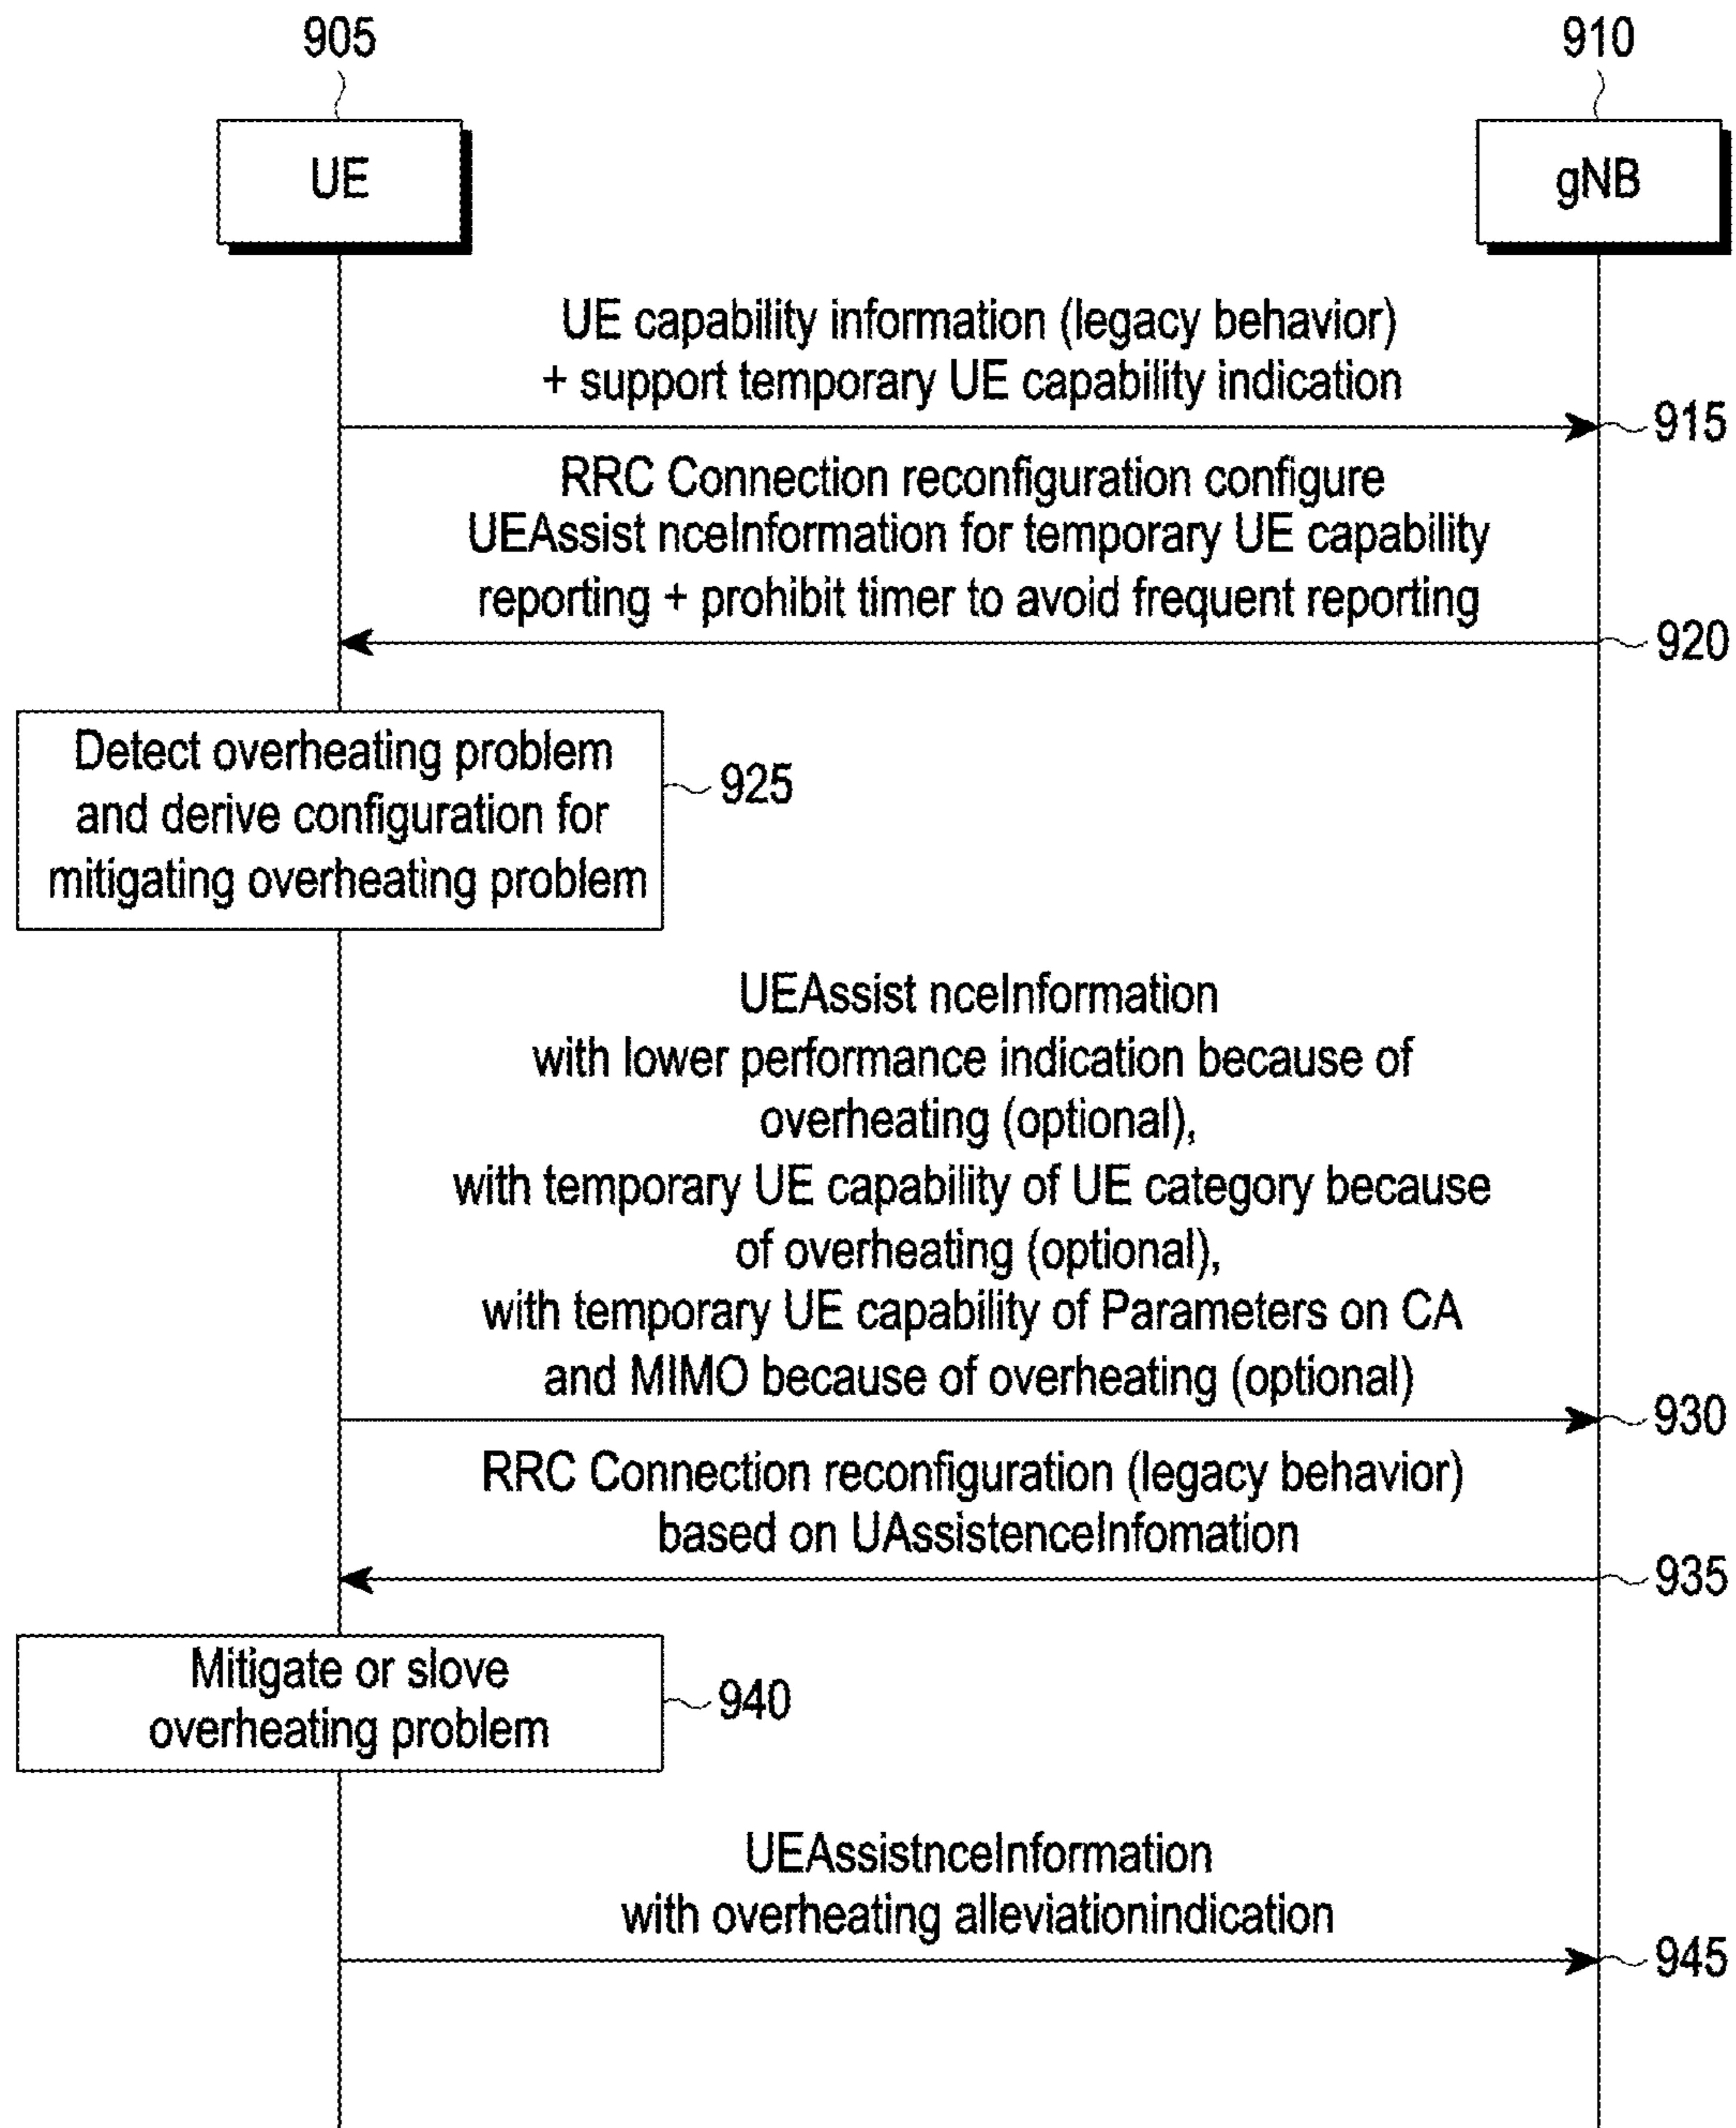 905
910
UE
gNB
UE capability information (legacy behavior)
+ support temporary UE capability indication
915
RRC Connection reconfiguration configure
UEAssist nceInformation for temporary UE capability
reporting + prohibit timer to avoid frequent reporting
920
Detect overheating problem
and derive configuration for
mitigating overheating problem
925
UEAssist nceInformation
with lower performance indication because of
overheating (optional),
with temporary UE capability of UE category because
of overheating (optional),
with temporary UE capability of Parameters on CA
and MIMO because of overheating (optional)
930
RRC Connection reconfiguration (legacy behavior)
based on UAssistenceInfomation
935
Mitigate or slove
overheating problem
940
UEAssistnceInformation
with overheating alleviationindication
945